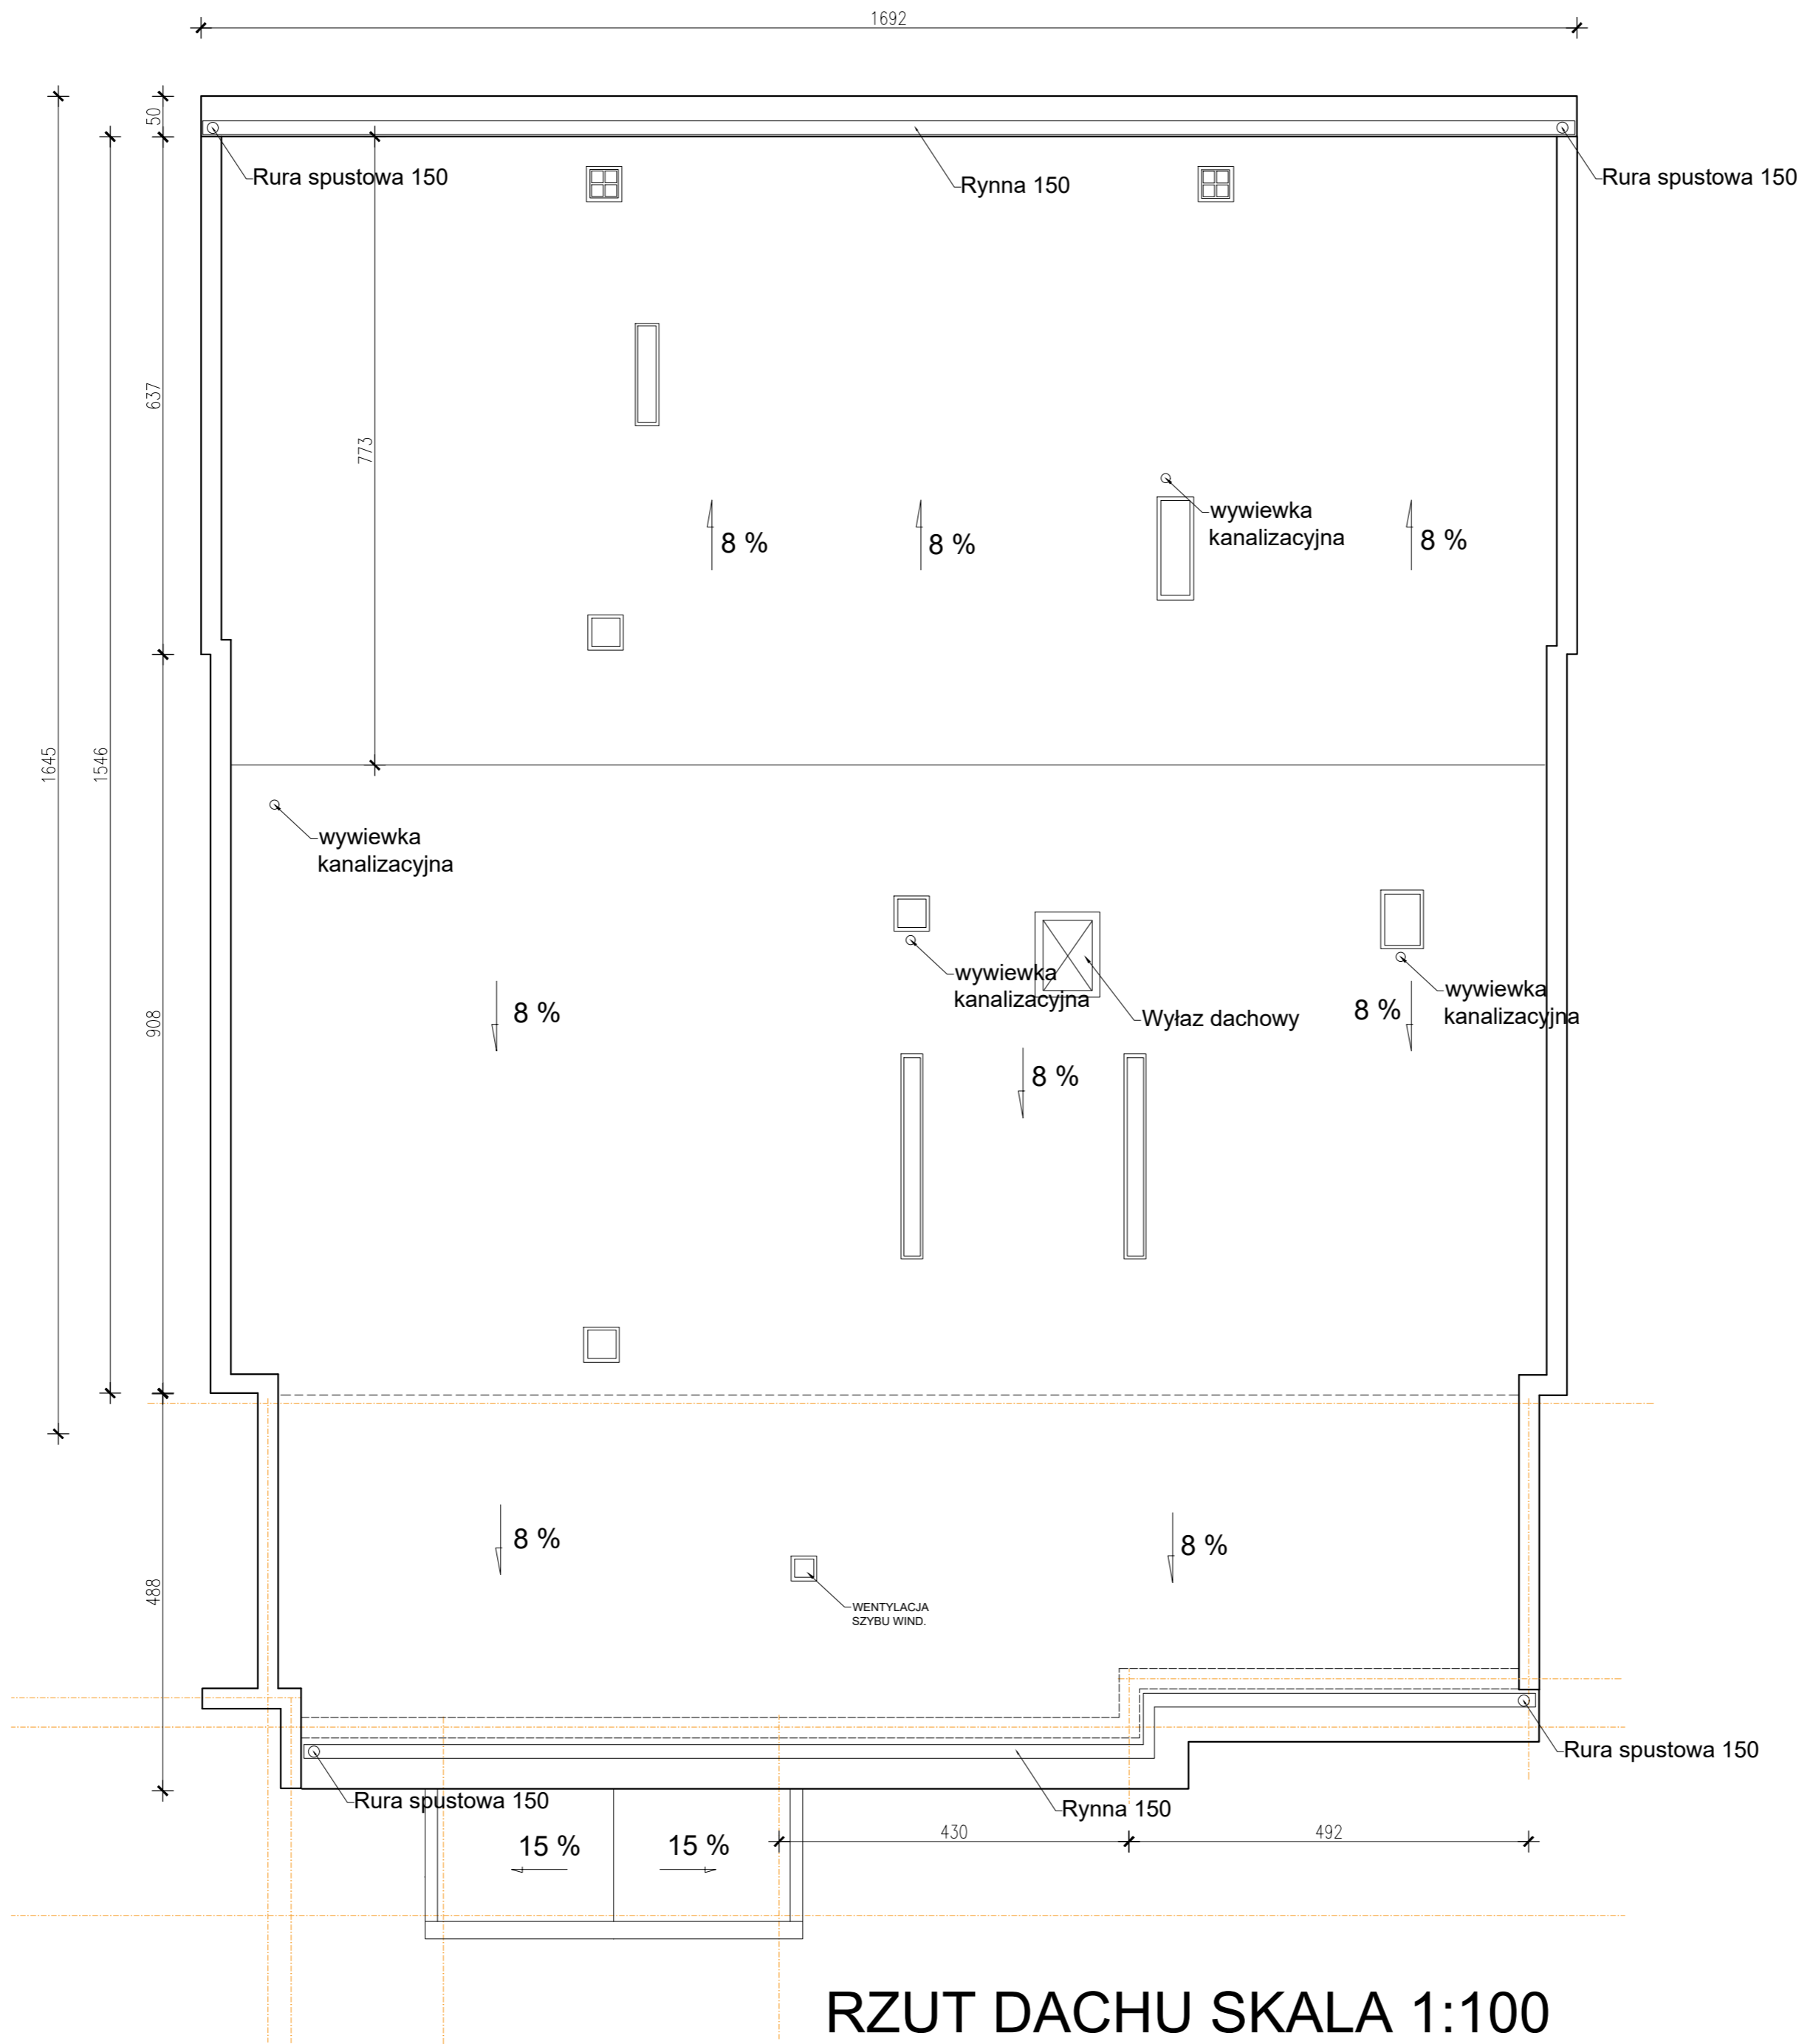 1692
50
Rura spustowa 150
Rynna 150
Rura spustowa 150
637
773
wywiewka
kanalizacyjna
8 %
8 %
8 %
1645
1546
wywiewka
kanalizacyjna
908
wywiewka
kanalizacyjna
wywiewka
kanalizacyjna
Wyłaz dachowy
8 %
8 %
8 %
8 %
8 %
488
WENTYLACJA
SZYBU WIND.
Rura spustowa 150
Rura spustowa 150
Rynna 150
430
492
15 %
15 %
RZUT DACHU SKALA 1:100